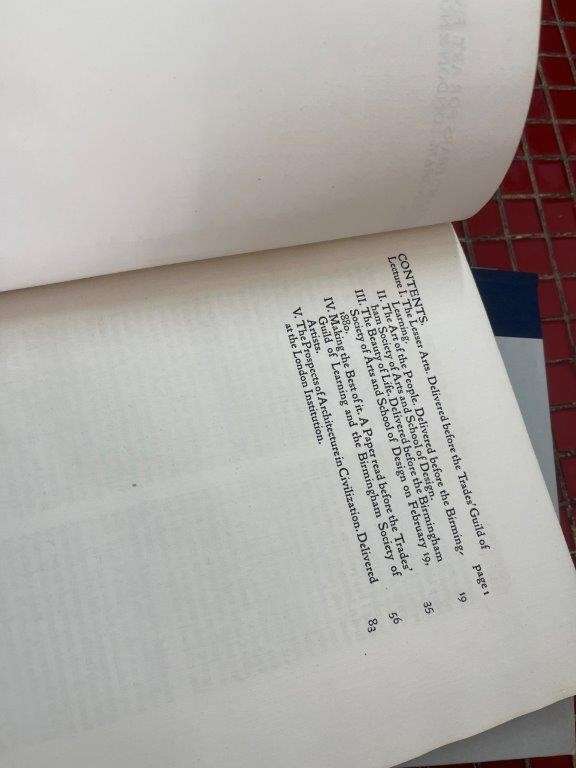 CONTENTS.
Lecture I. The Lesser Arts. Delivered before the Trades' Guild of
Learning. page 1
II. The Art of the People. Delivered before the Birming-
ham Society of Arts and School of Design. 19
III. The Beauty of Life. Delivered before the Birmingham
Society of Arts and School of Design on February 19,
1880. 35
IV. Making the Best of it. A Paper read before the Trades'
Guild of Learning and the Birmingham Society of
Artists. 56
V. The Prospects of Architecture in Civilization. Delivered
at the London Institution. 83